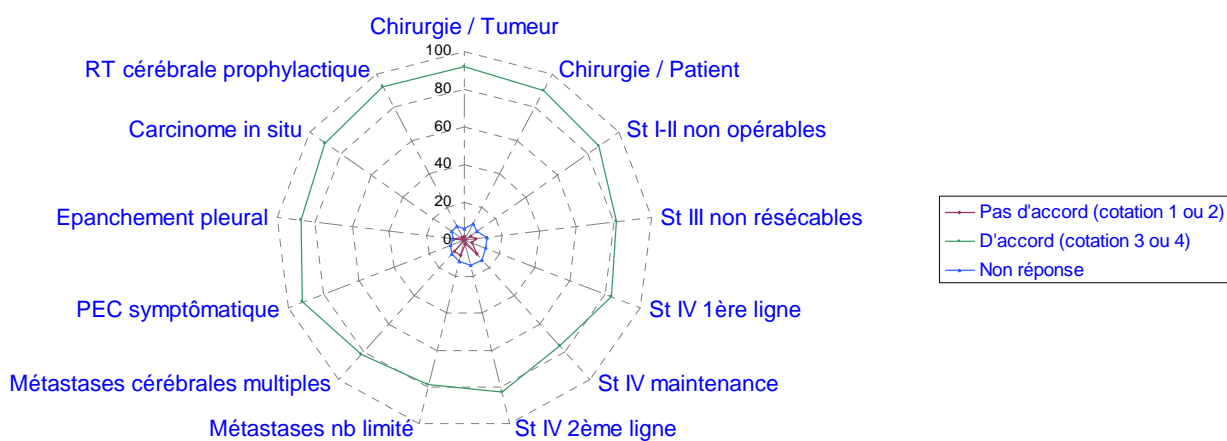 Chirurgie / Tumeur
100
RT cérébrale prophylactique
Chirurgie / Patient
80
Carcinome in situ
St I-II non opérables
60
40
20
Epanchement pleural
St III non résécables
0
Pas d'accord (cotation 1 ou 2)
D'accord (cotation 3 ou 4)
Non réponse
PEC symptômatique
St IV 1ère ligne
Métastases cérébrales multiples
St IV maintenance
Métastases nb limité
St IV 2ème ligne